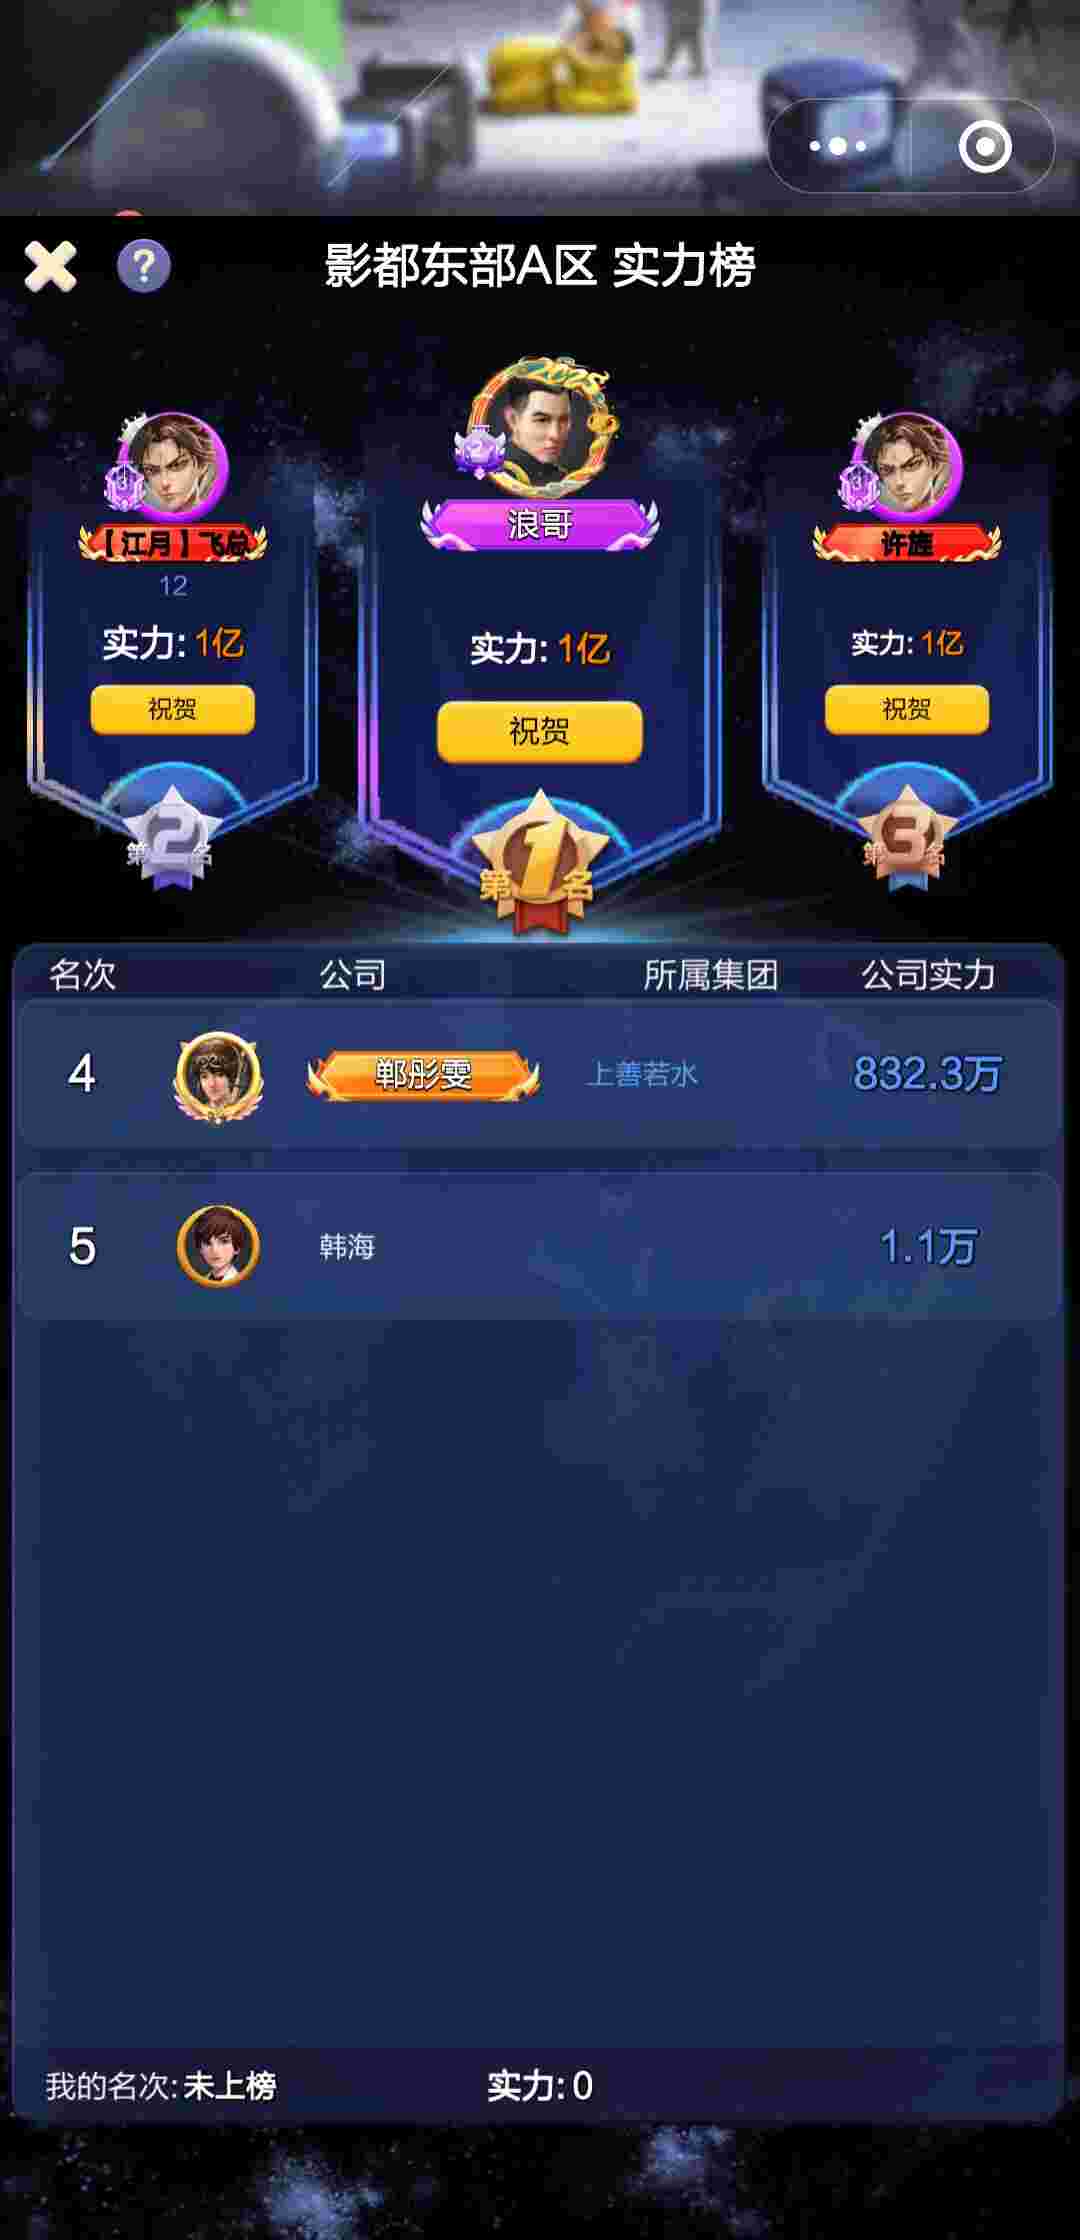 影都东部A区 实力榜
2025
2
浪哥
实力: 1亿
祝贺
第1名
3
【江月】飞总
12
实力: 1亿
祝贺
第2名
3
许旌
实力: 1亿
祝贺
第3名
名次 公司 所属集团 公司实力
4 郸彤雯 上善若水 832.3万
5 韩海 1.1万
我的名次: 未上榜 实力: 0